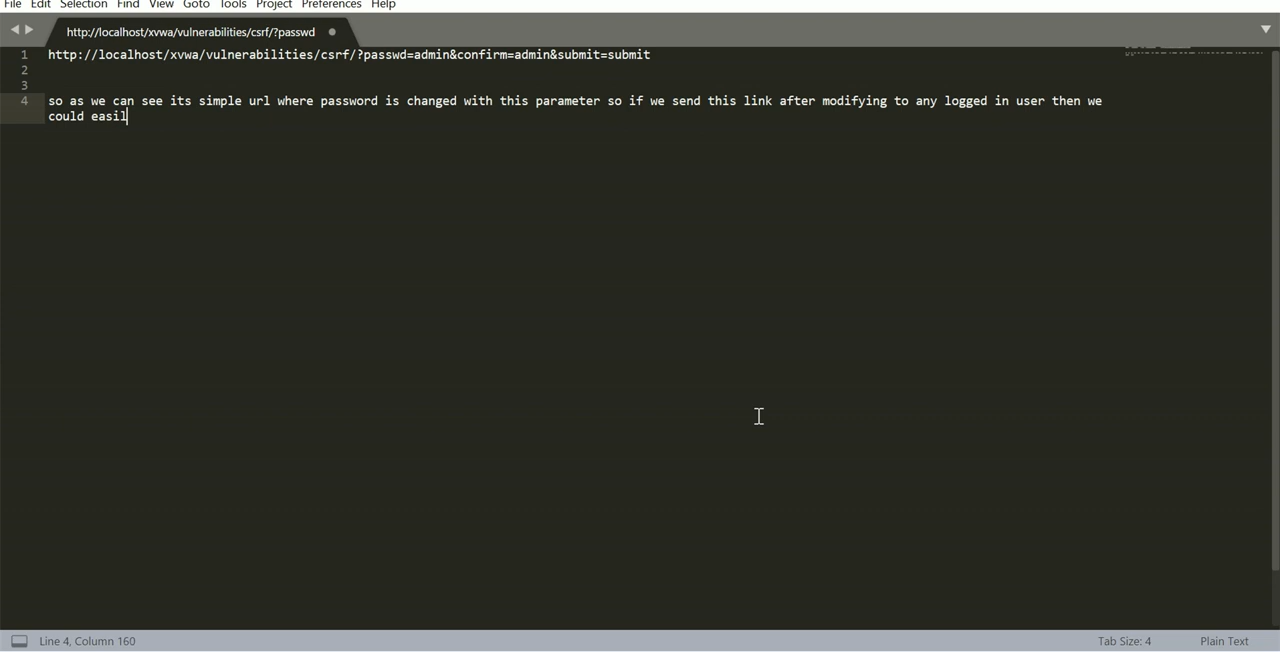 File Edit Selection Find View Goto Tools Project Preferences Help
http://localhost/xvwa/vulnerabilities/csrf/?passwd
1 http://localhost/xvwa/vulnerabilities/csrf/?passwd=admin&confirm=admin&submit=submit
2
3
4 so as we can see its simple url where password is changed with this parameter so if we send this link after modifying to any logged in user then we
could easil
Line 4, Column 160 Tab Size: 4 Plain Text